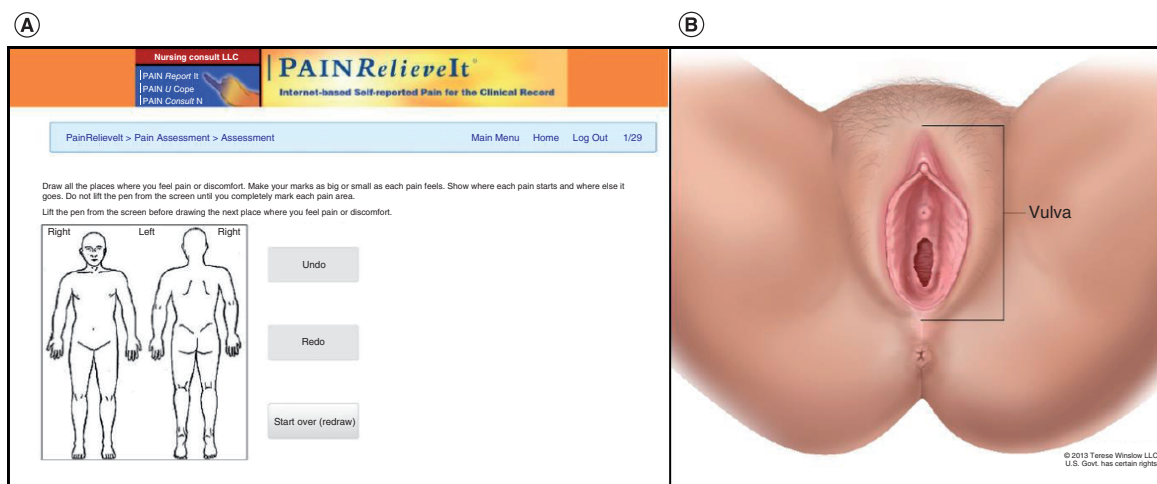 A
B
Nursing consult LLC
PAIN Report It
PAIN U Cope
PAIN Consult N
PAINRelieveIt®
Internet-based Self-reported Pain for the Clinical Record
PainRelieveIt > Pain Assessment > Assessment Main Menu Home Log Out 1/29
Draw all the places where you feel pain or discomfort. Make your marks as big or small as each pain feels. Show where each pain starts and where else it
goes. Do not lift the pen from the screen until you completely mark each pain area.
Lift the pen from the screen before drawing the next place where you feel pain or discomfort.
Right Left Right
Undo
Redo
Start over (redraw)
Vulva
© 2013 Terese Winslow LLC
U.S. Govt. has certain rights